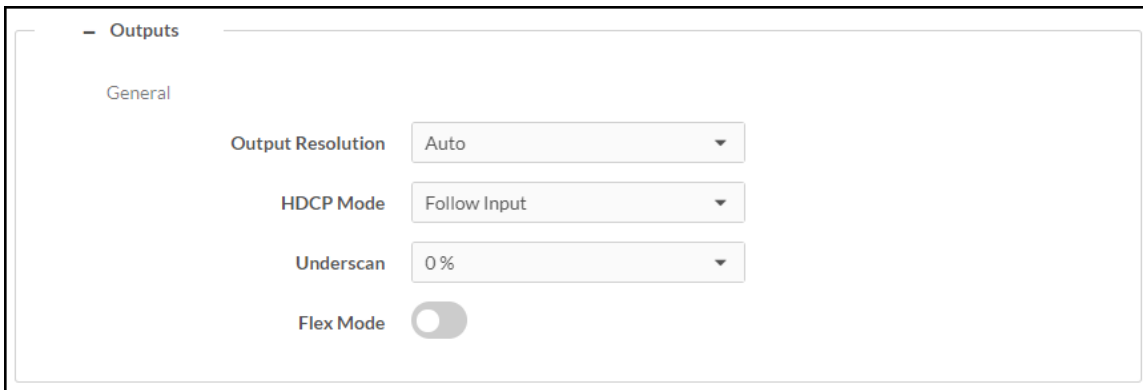 – Outputs
General
Output Resolution Auto
HDCP Mode Follow Input
Underscan 0 %
Flex Mode